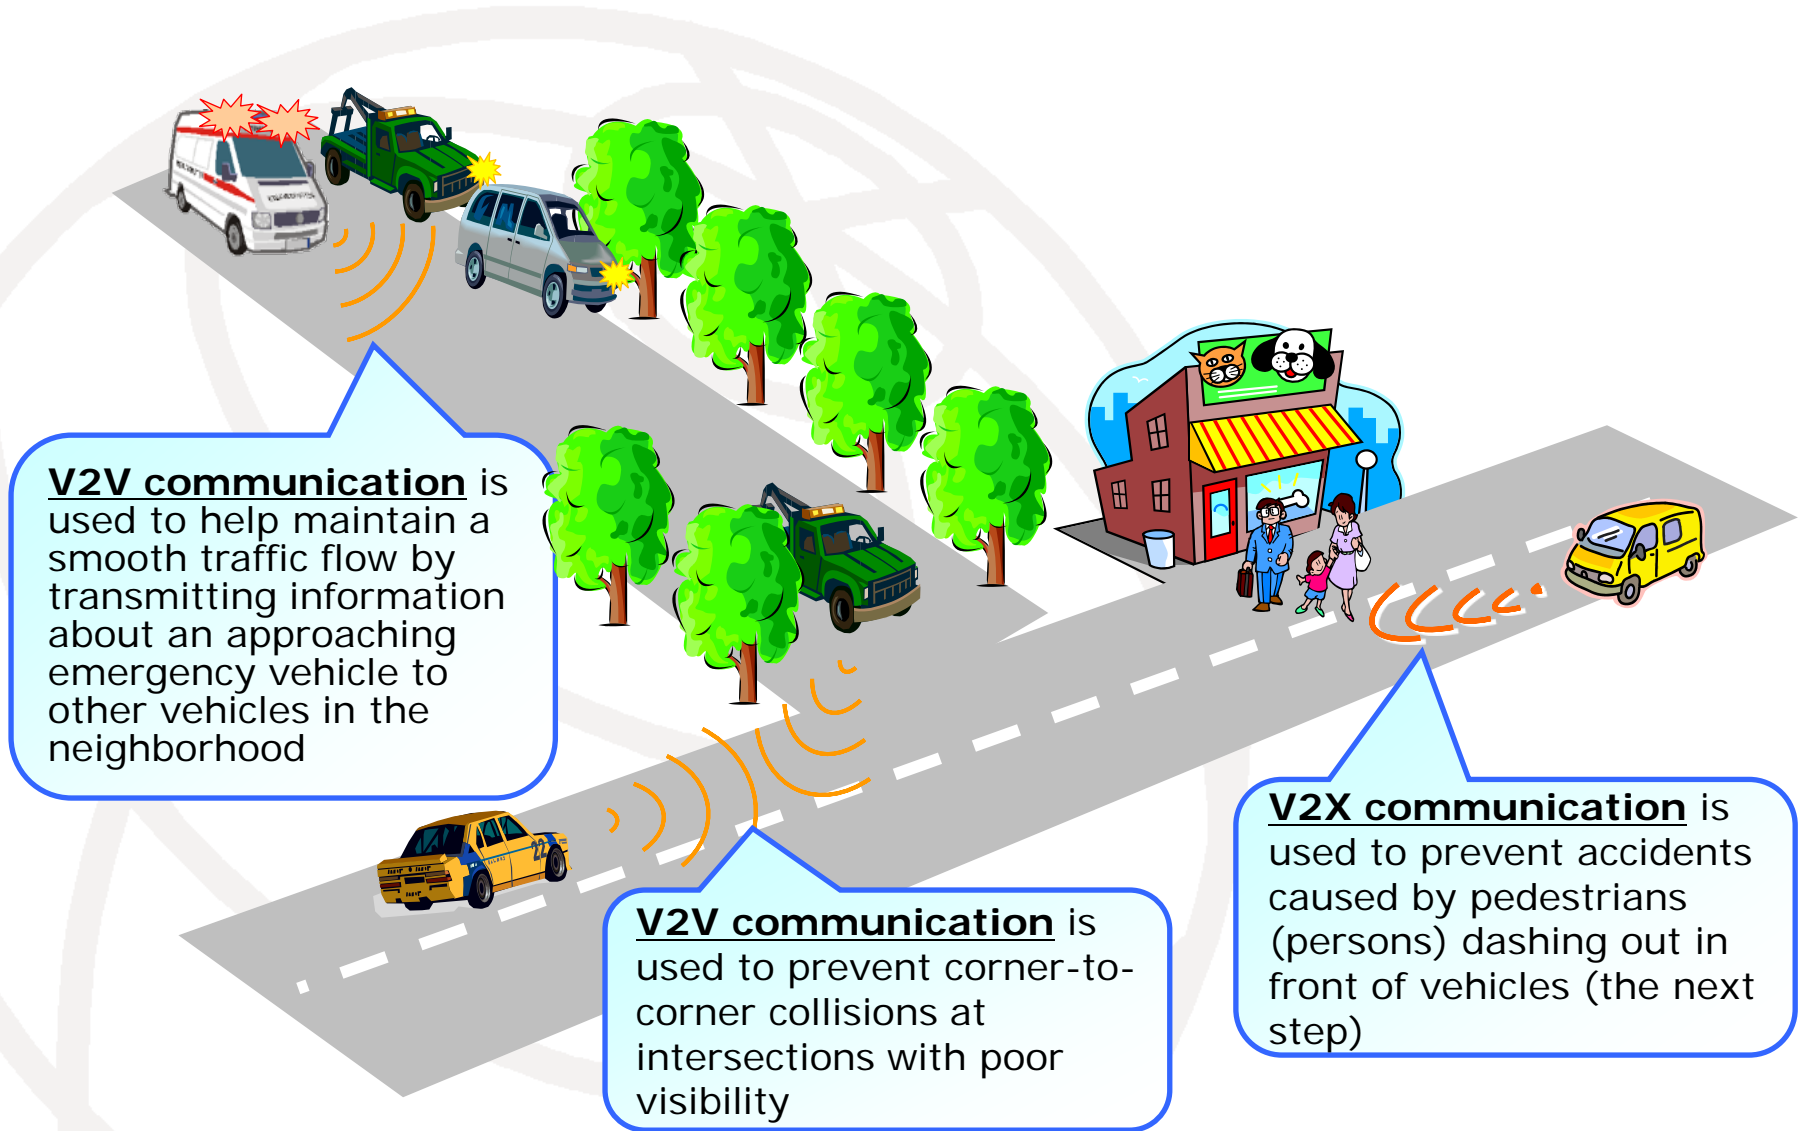 V2V communication is
used to help maintain a
smooth traffic flow by
transmitting information
about an approaching
emergency vehicle to
other vehicles in the
neighborhood
22
V2V communication is
used to prevent corner-to-
corner collisions at
intersections with poor
visibility
V2X communication is
used to prevent accidents
caused by pedestrians
(persons) dashing out in
front of vehicles (the next
step)